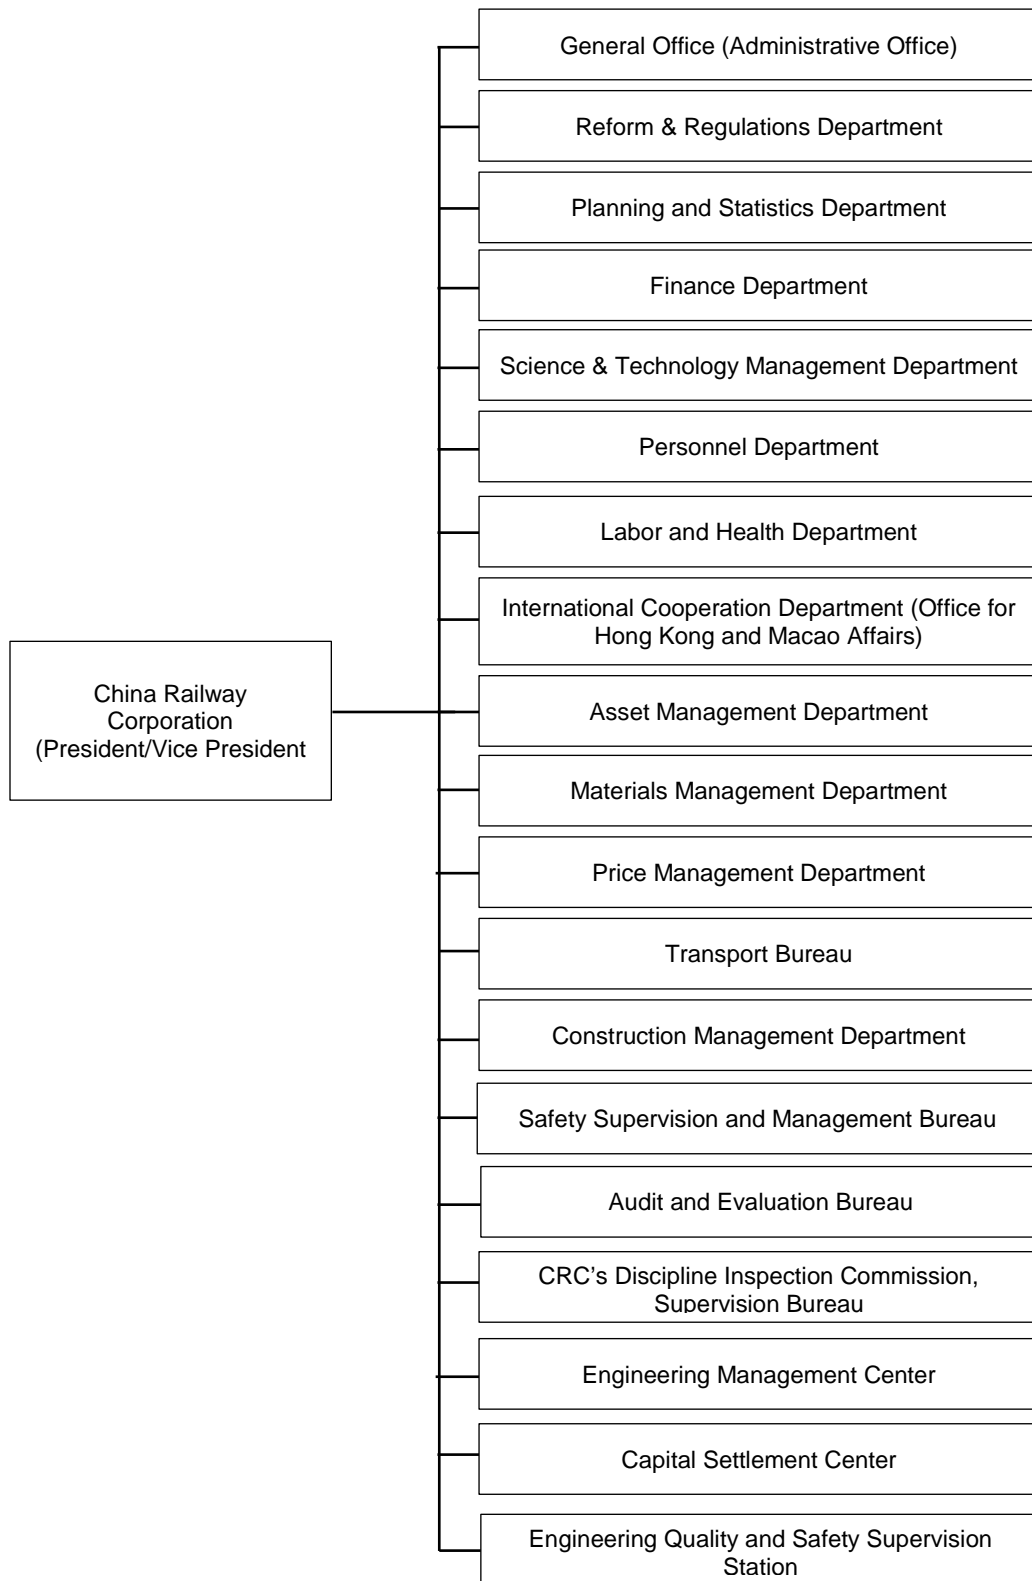 General Office (Administrative Office)
Reform & Regulations Department
Planning and Statistics Department
Finance Department
Science & Technology Management Department
Personnel Department
Labor and Health Department
International Cooperation Department (Office for
Hong Kong and Macao Affairs)
China Railway
Corporation
(President/Vice President
Asset Management Department
Materials Management Department
Price Management Department
Transport Bureau
Construction Management Department
Safety Supervision and Management Bureau
Audit and Evaluation Bureau
CRC’s Discipline Inspection Commission,
Supervision Bureau
Engineering Management Center
Capital Settlement Center
Engineering Quality and Safety Supervision
Station